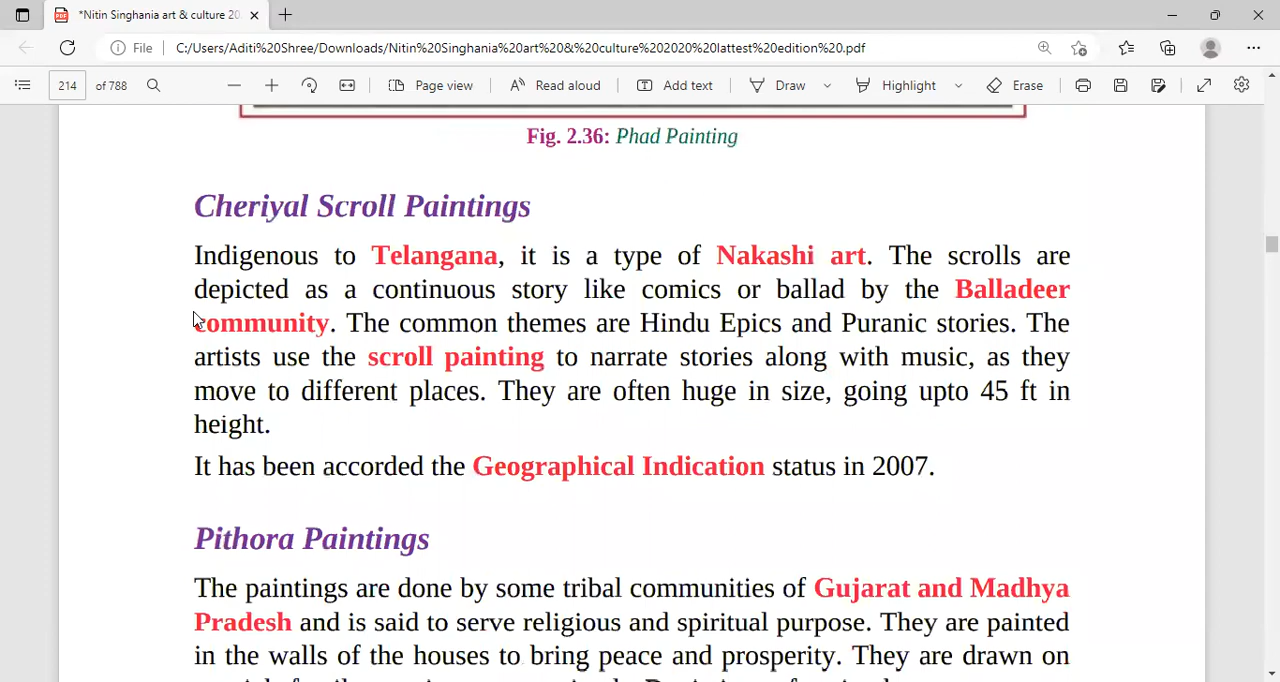 *Nitin Singhania art & culture 20
File
C:/Users/Aditi%20Shree/Downloads/Nitin%20Singhania%20art%20&%20culture%202020%20lattest%20edition%20.pdf
214 of 788 Page view Read aloud Add text Draw Highlight Erase
Fig. 2.36: Phad Painting
Cheriyal Scroll Paintings
Indigenous to Telangana, it is a type of Nakashi art. The scrolls are
depicted as a continuous story like comics or ballad by the Balladeer
community. The common themes are Hindu Epics and Puranic stories. The
artists use the scroll painting to narrate stories along with music, as they
move to different places. They are often huge in size, going upto 45 ft in
height.
It has been accorded the Geographical Indication status in 2007.
Pithora Paintings
The paintings are done by some tribal communities of Gujarat and Madhya
Pradesh and is said to serve religious and spiritual purpose. They are painted
in the walls of the houses to bring peace and prosperity. They are drawn on